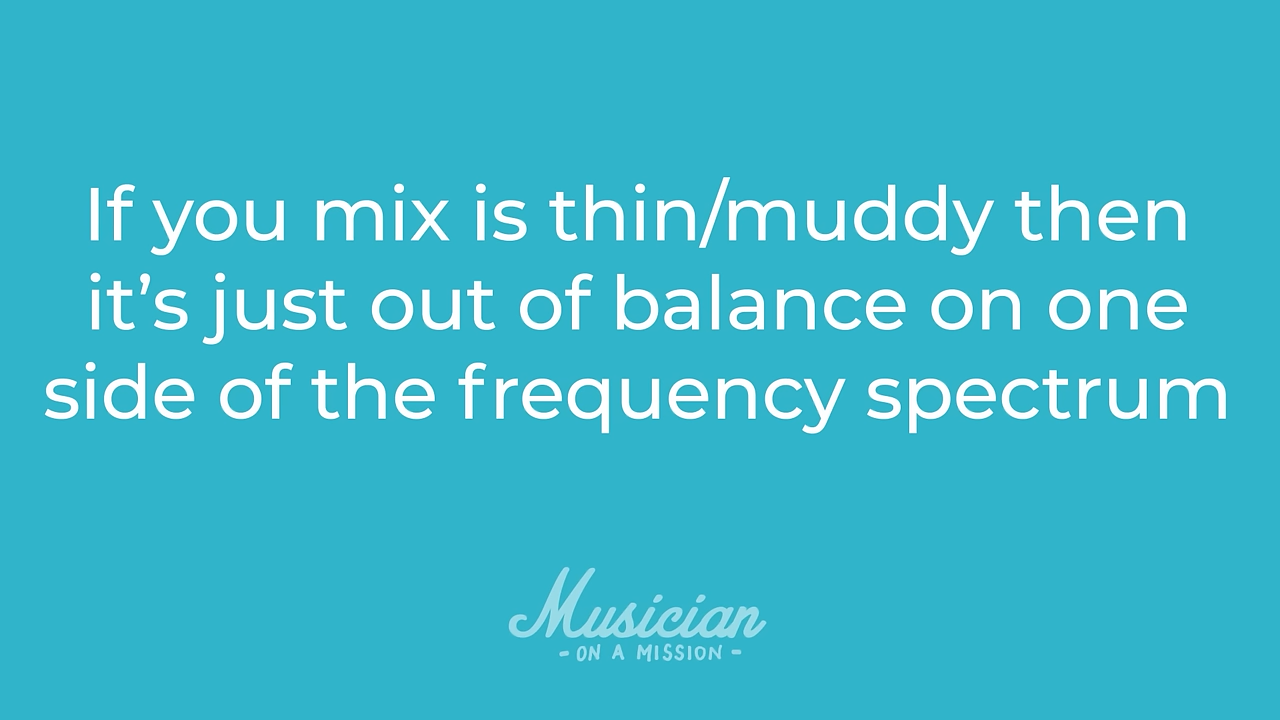 If you mix is thin/muddy then
it’s just out of balance on one
side of the frequency spectrum
Musician
- ON A MISSION -